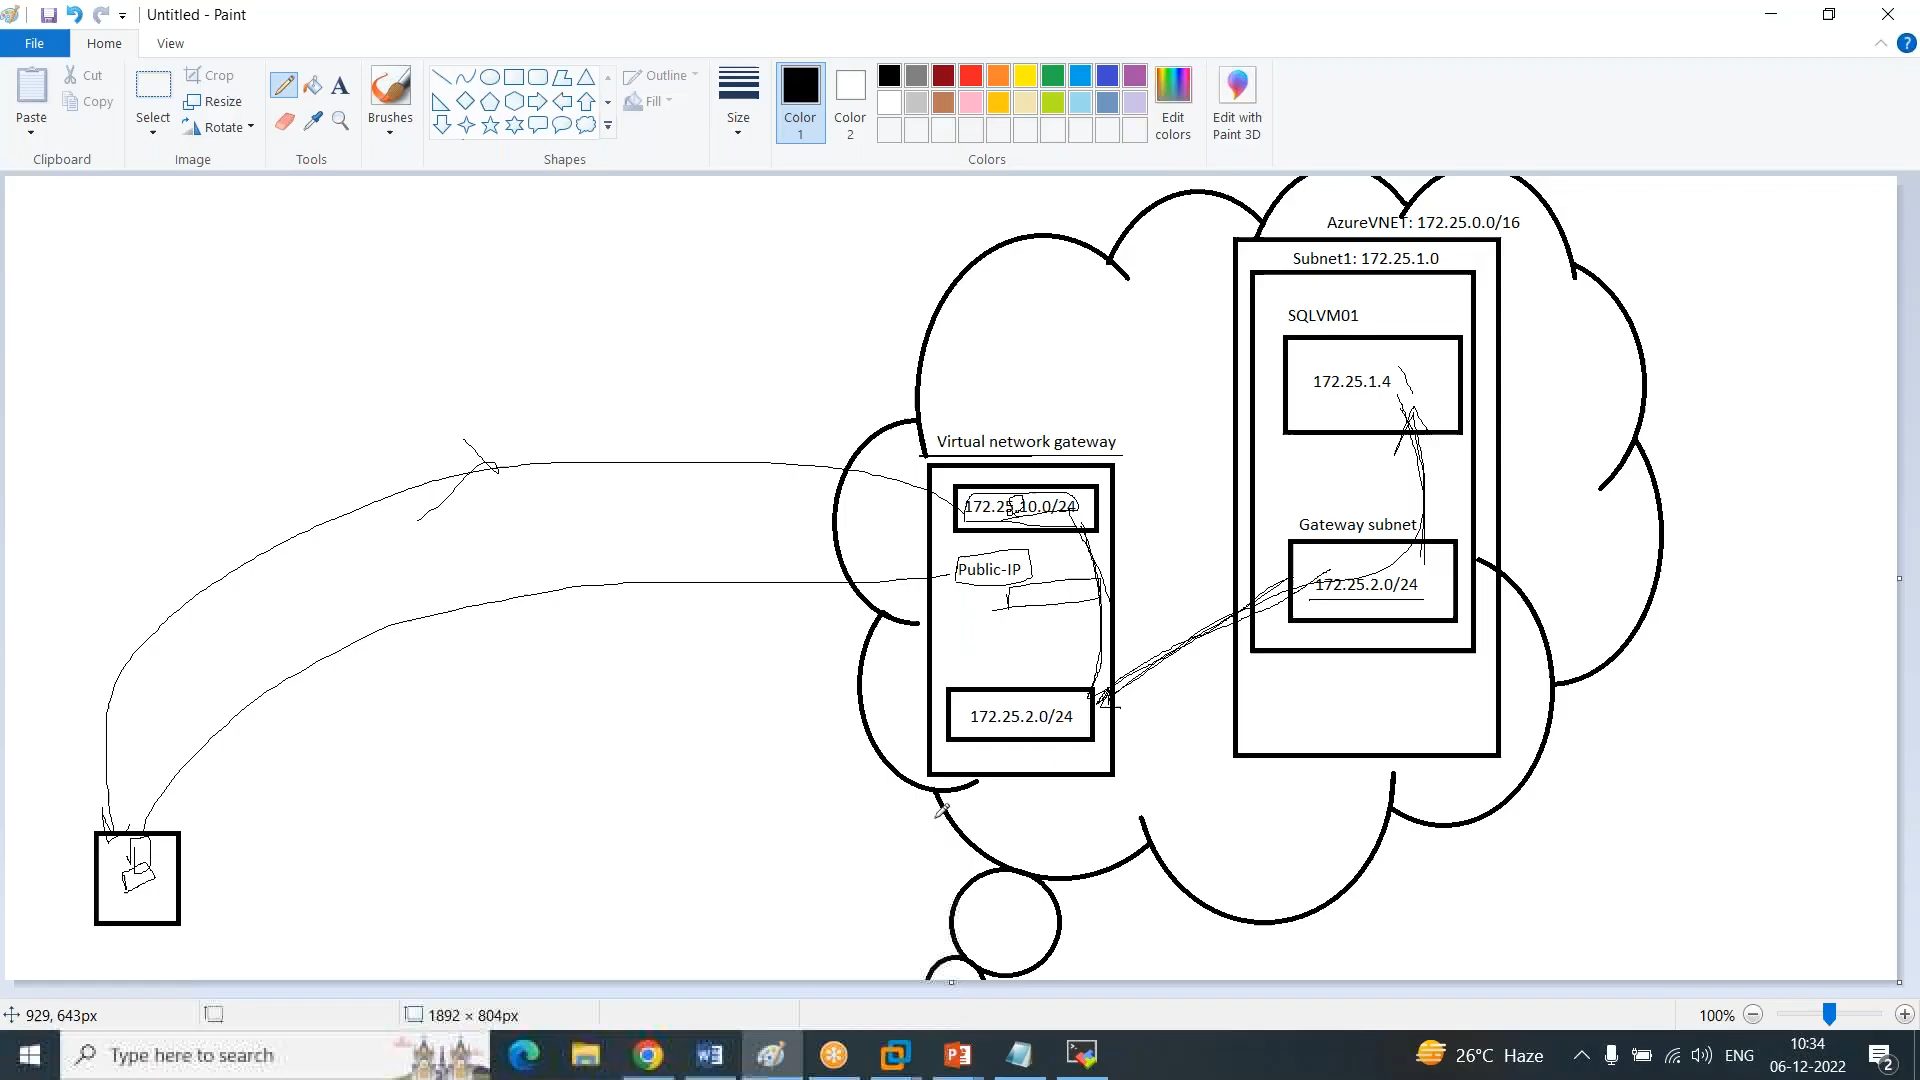 Untitled - Paint
File
Home
View
Paste
Cut
Copy
Clipboard
Select
Crop
Resize
Rotate
Image
Tools
Brushes
Shapes
Outline
Fill
Size
Color 1
Color 2
Edit colors
Edit with Paint 3D
Colors
AzureVNET: 172.25.0.0/16
Subnet1: 172.25.1.0
SQLVM01
172.25.1.4
Virtual network gateway
172.25.10.0/24
Gateway subnet
Public-IP
172.25.2.0/24
172.25.2.0/24
929, 643px
1892 × 804px
100%
Type here to search
26°C Haze
ENG
10:34
06-12-2022
2